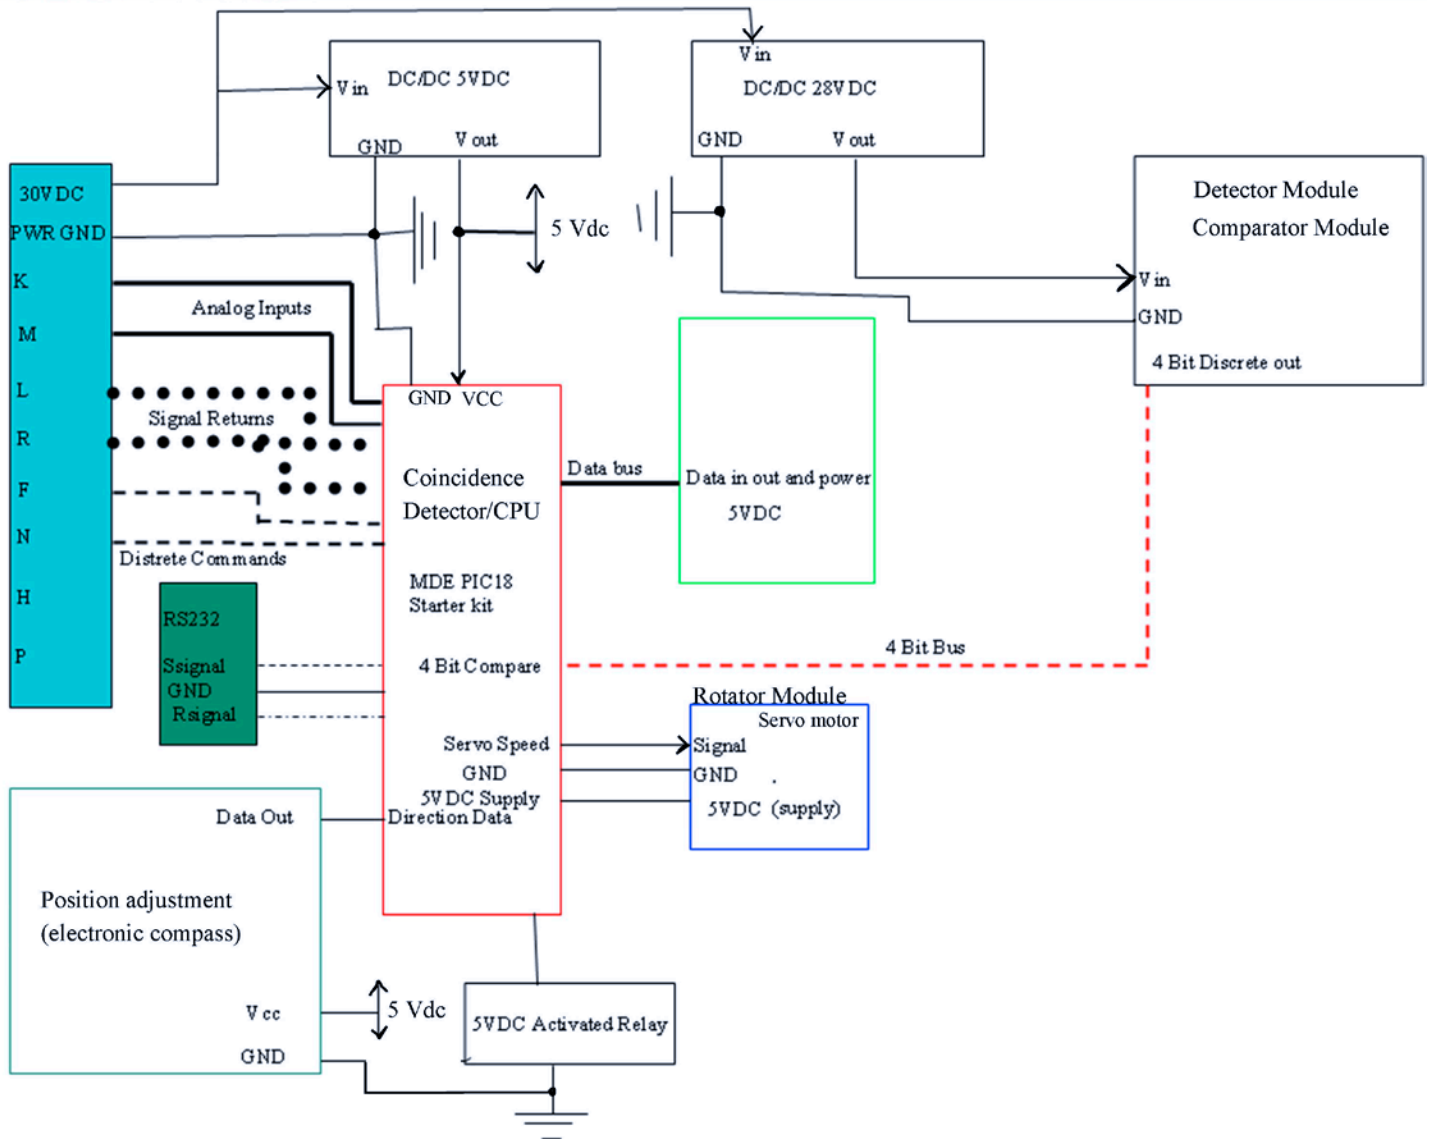 Vin
DC/DC 5VDC
GND
Vout
Vin
DC/DC 28VDC
GND
Vout
5 Vdc
Detector Module
Comparator Module
Vin
GND
4 Bit Discrete out
30VDC
PWR GND
K
M
L
R
F
N
H
P
Analog Inputs
Signal Returns
Distrete Commands
GND VCC
Coincidence
Detector/CPU
MDE PIC18
Starter kit
4 Bit Compare
Servo Speed
GND
5VDC Supply
Direction Data
Data bus
Data in out and power
5VDC
4 Bit Bus
RS232
Ssignal
GND
Rsignal
Rotator Module
Servo motor
Signal
GND
5VDC (supply)
Data Out
Position adjustment
(electronic compass)
Vcc
GND
5 Vdc
5VDC Activated Relay